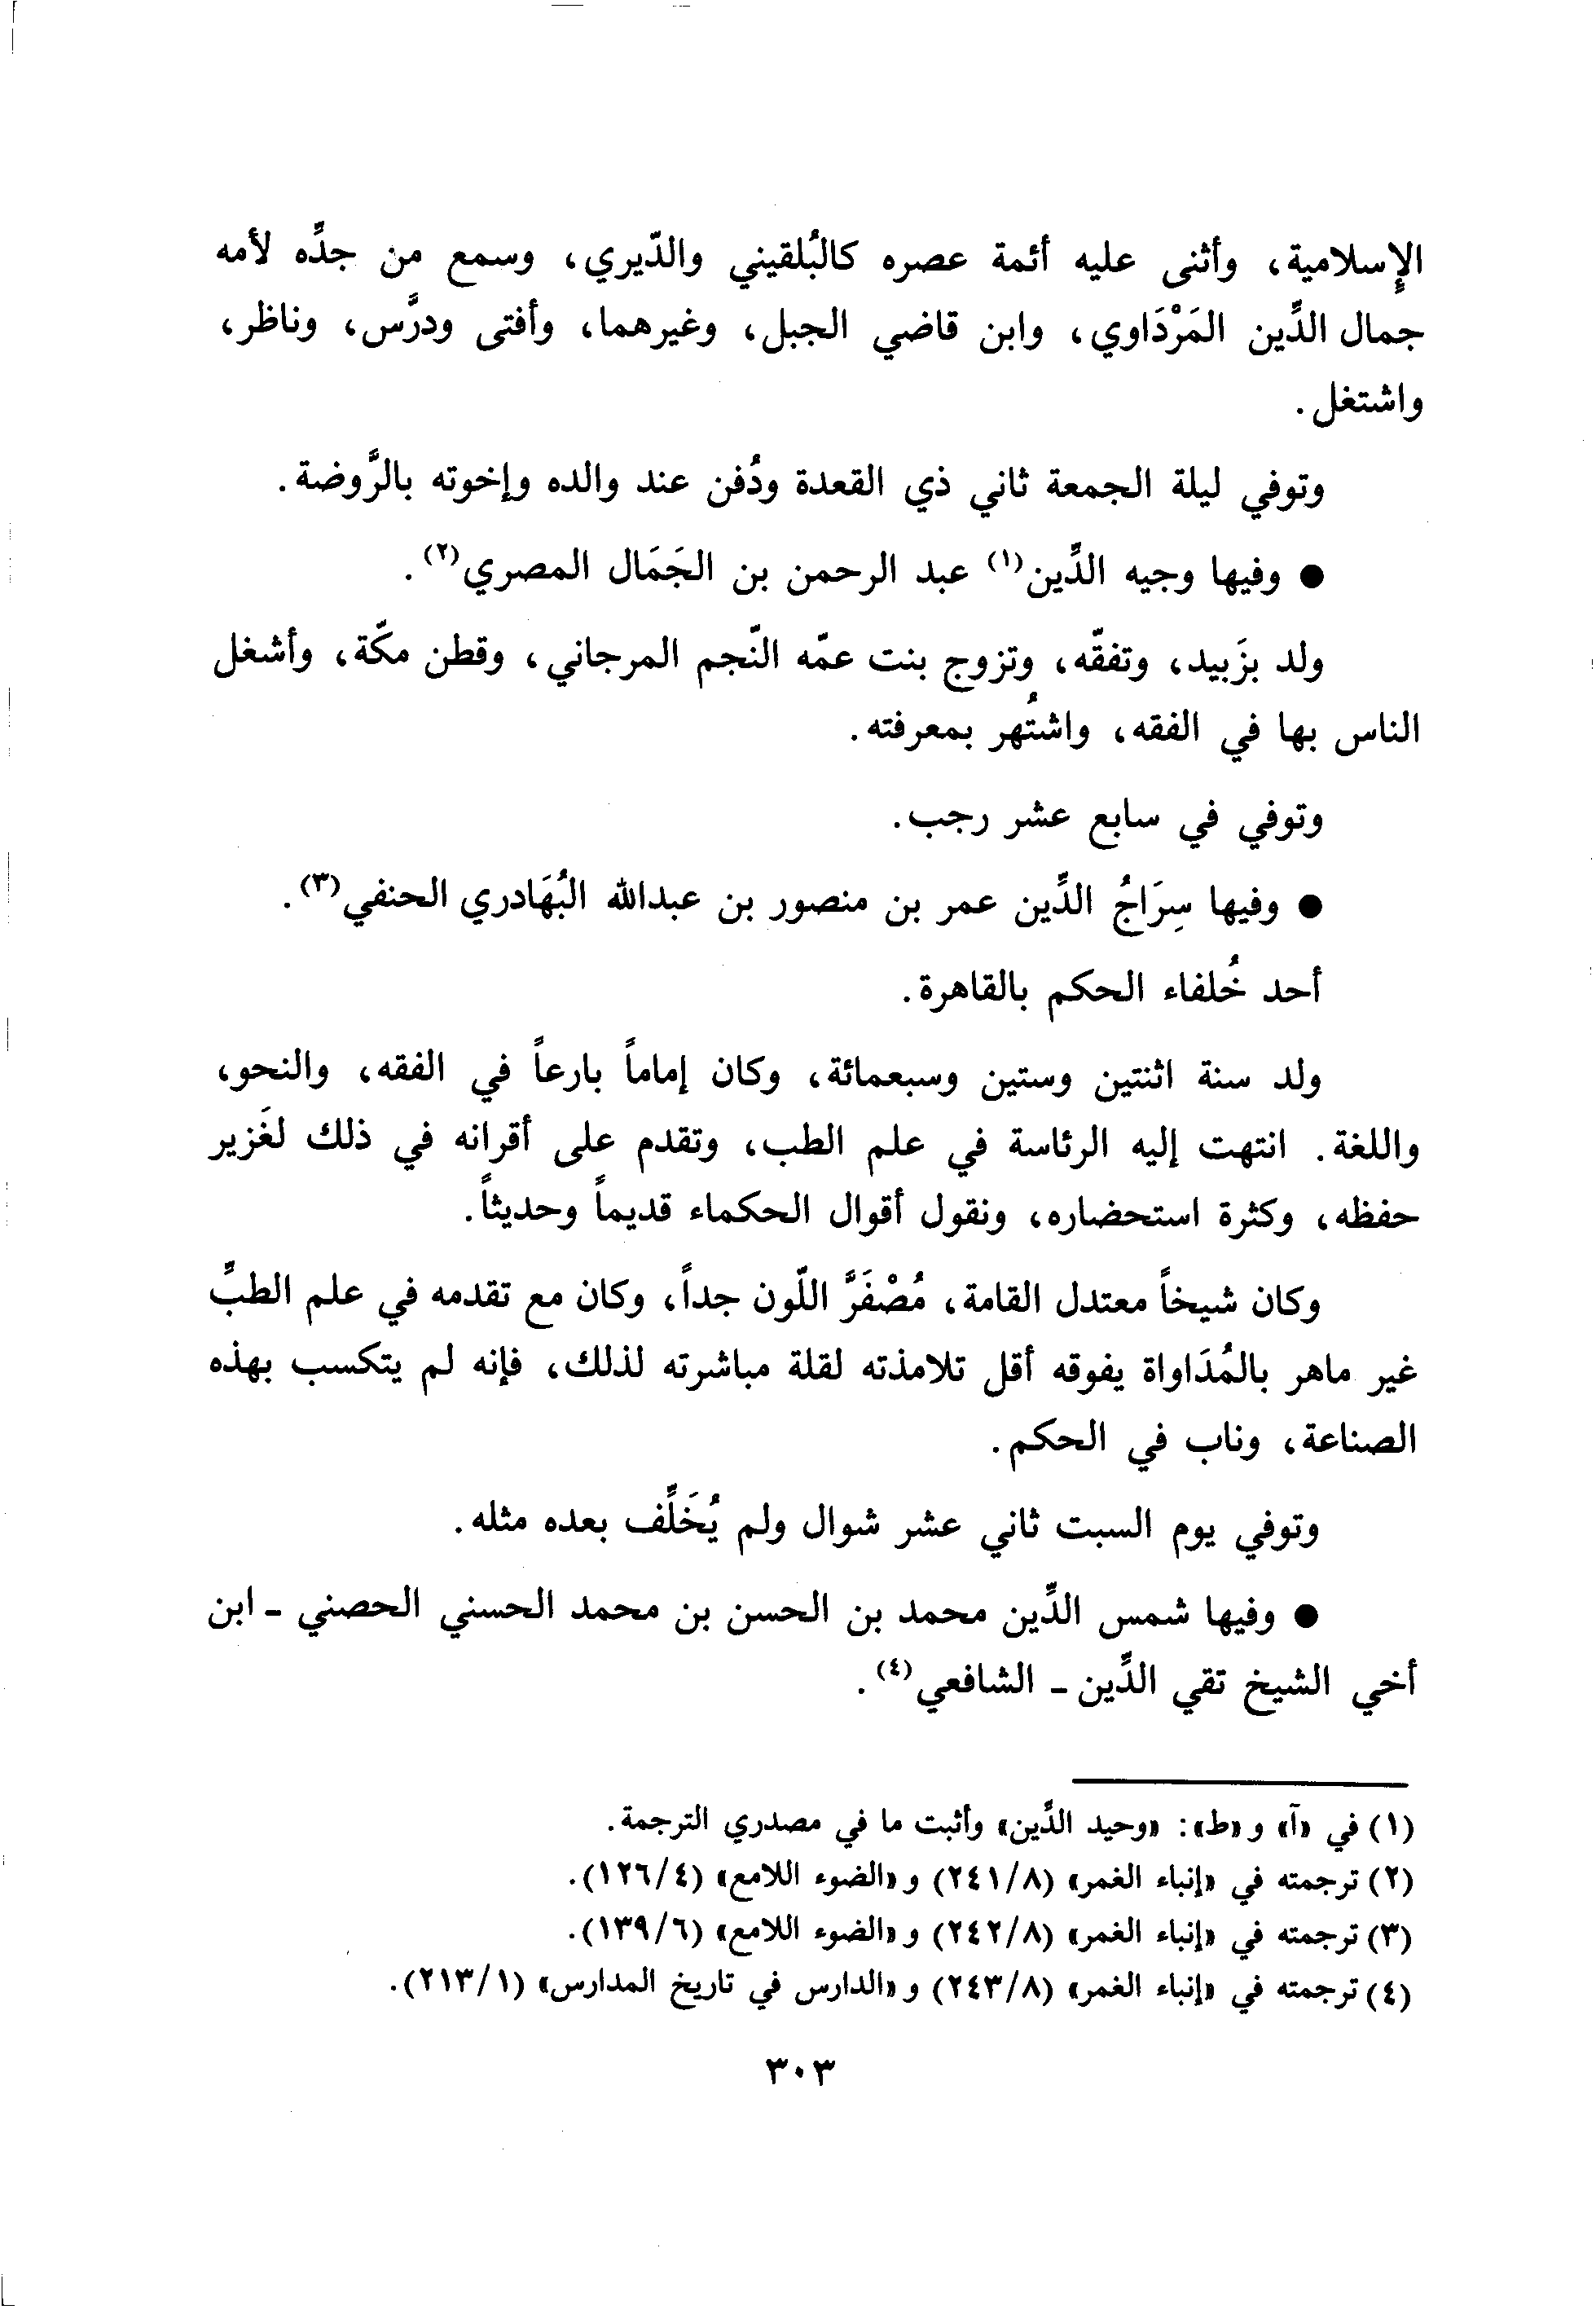 الإِسلامية، وأثنى عليه أئمة عصره كالبُلقيني والدِّيري، وسمع من جدِّه لأمه
جمال الدِّين المَرْدَاوي، وابن قاضي الجبل، وغيرهما، وأفتى ودرَّس، وناظر،
واشتغل.
وتوفي ليلة الجمعة ثاني ذي القعدة ودُفن عند والده وإخوته بالرَّوضة.
● وفيها وجيه الدِّين(١) عبد الرحمن بن الجَمَال المصري(٢).
ولد بزَبيد، وتفقّه، وتزوج بنت عمّه النّجم المرجاني، وقطن مكّة، وأشغل
الناس بها في الفقه، واشتُهر بمعرفته.
وتوفي في سابع عشر رجب.
● وفيها سِرَاجُ الدِّين عمر بن منصور بن عبدالله البُهَادري الحنفي(٣).
أحد خُلفاء الحكم بالقاهرة.
ولد سنة اثنتين وستين وسبعمائة، وكان إماماً بارعاً في الفقه، والنحو،
واللغة. انتهت إليه الرئاسة في علم الطب، وتقدم على أقرانه في ذلك لغَزير
حفظه، وكثرة استحضاره، ونقول أقوال الحكماء قديماً وحديثاً.
وكان شيخاً معتدل القامة، مُصْفَرَّ اللّون جداً، وكان مع تقدمه في علم الطبِّ
غير ماهر بالمُدَاواة يفوقه أقل تلامذته لقلة مباشرته لذلك، فإنه لم يتكسب بهذه
الصناعة، وناب في الحكم.
وتوفي يوم السبت ثاني عشر شوال ولم يُخَلِّف بعده مثله.
● وفيها شمس الدِّين محمد بن الحسن بن محمد الحسني الحصني ـ ابن
أخي الشيخ تقي الدِّين ـ الشافعي(٤).
(١) في «آ» و«ط»: «وحيد الدِّين» وأثبت ما في مصدري الترجمة.
(٢) ترجمته في «إنباء الغمر» (٢٤١/٨) و«الضوء اللامع» (١٢٦/٤).
(٣) ترجمته في «إنباء الغمر» (٢٤٢/٨) و«الضوء اللامع» (١٣٩/٦).
(٤) ترجمته في «إنباء الغمر» (٢٤٣/٨) و«الدارس في تاريخ المدارس» (٢١٣/١).
٣٠٣